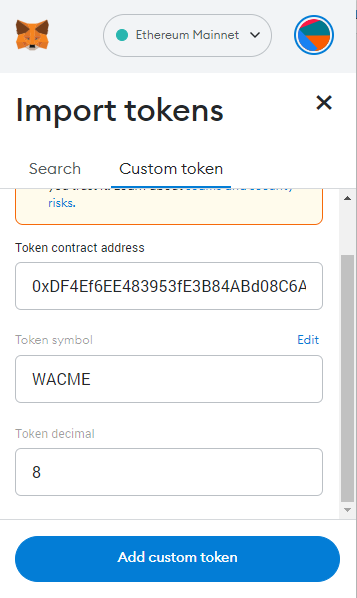 Ethereum Mainnet
Import tokens
Search
Custom token
risks.
Token contract address
0xDF4Ef6EE483953fE3B84ABd08C6A
Token symbol
Edit
WACME
Token decimal
8
Add custom token